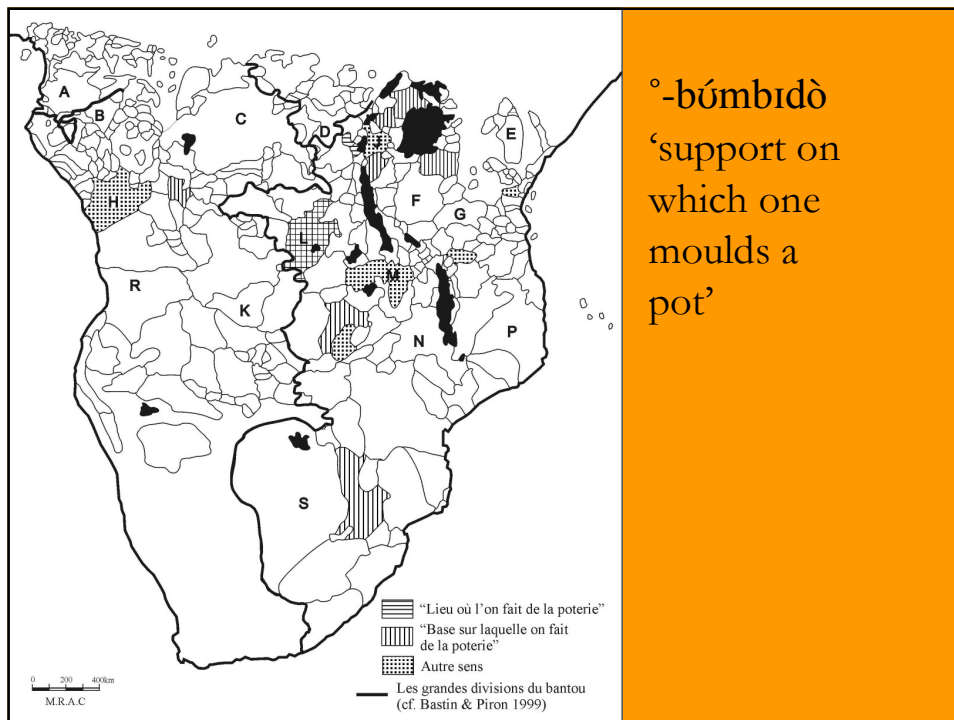 A
B
C
D
E
J
H
F
G
L
M
R
K
N
P
S
“Lieu où l'on fait de la poterie”
“Base sur laquelle on fait
de la poterie”
Autre sens
Les grandes divisions du bantou
(cf. Bastin & Piron 1999)
0 200 400km
M.R.A.C
°-bʊ́mbɪdò
‘support on
which one
moulds a
pot’